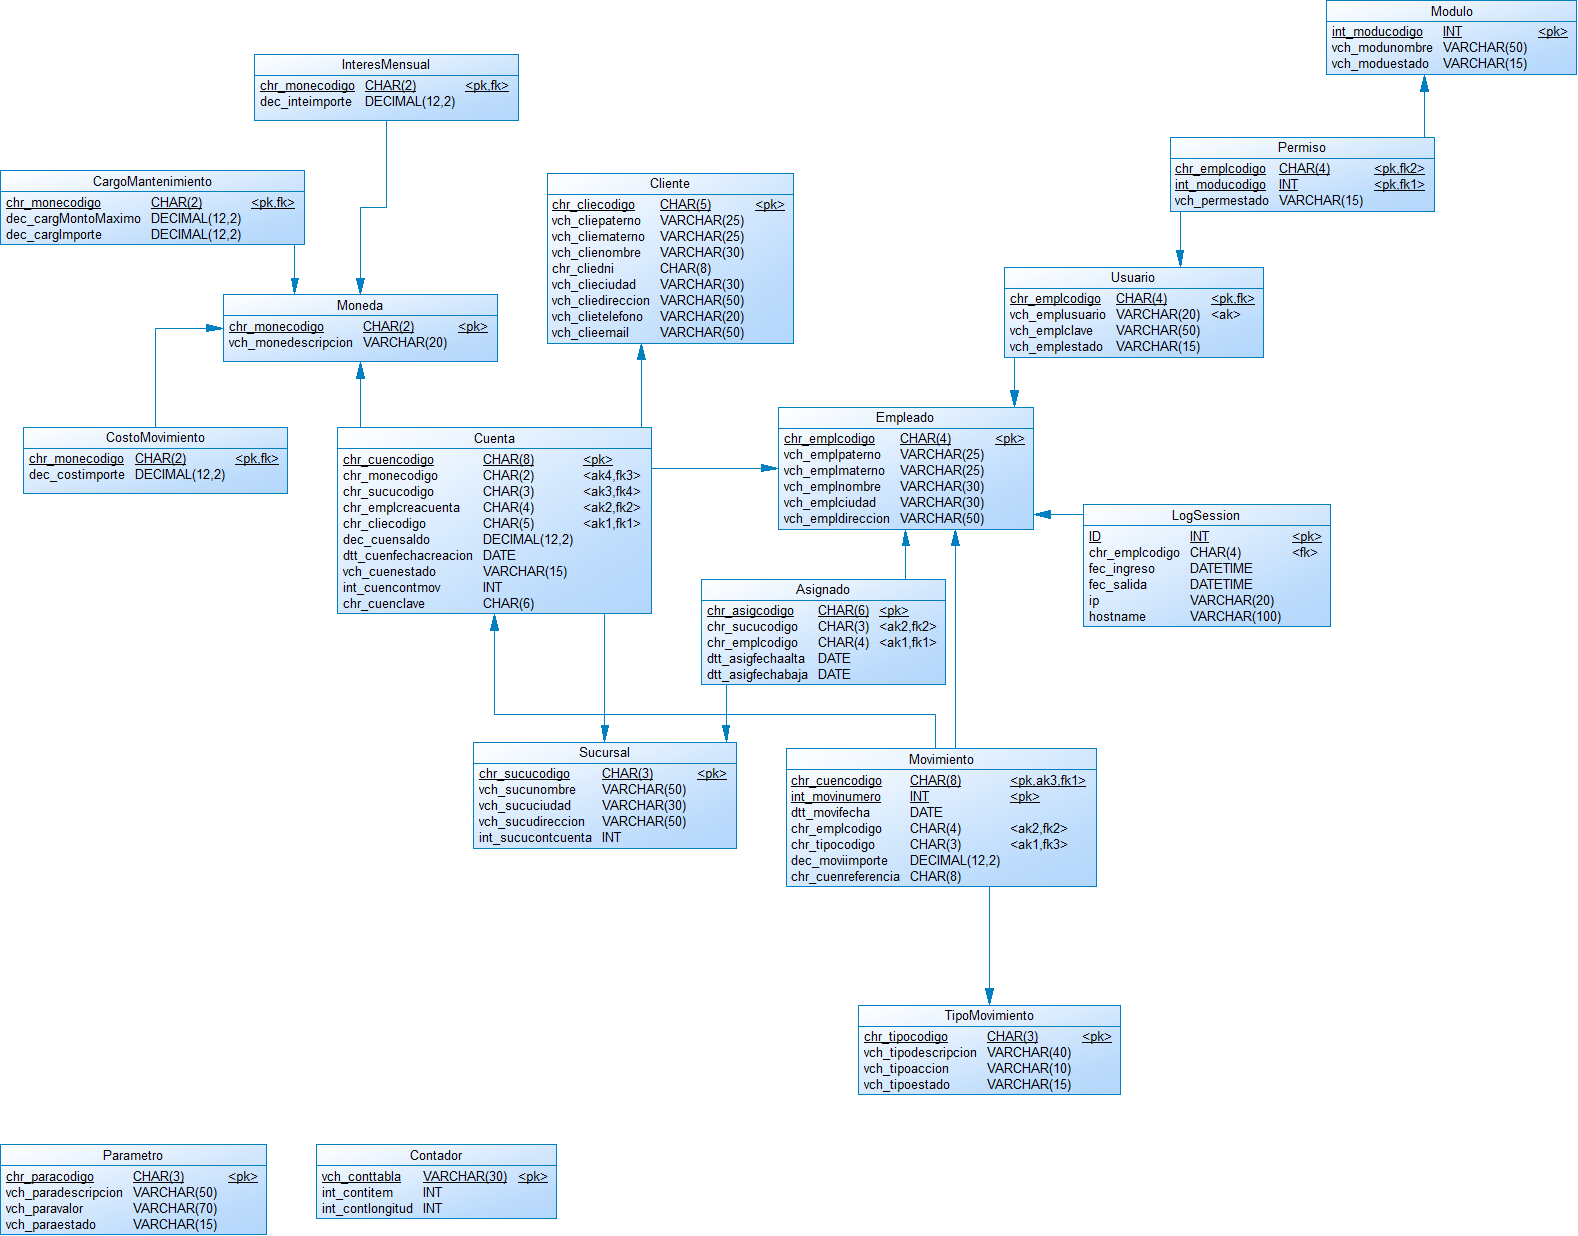 Modulo
int_moducodigo INT <pk>
vch_modunombre VARCHAR(50)
vch_moduestado VARCHAR(15)
InteresMensual
chr_monecodigo CHAR(2) <pk,fk>
dec_inteimporte DECIMAL(12,2)
Permiso
chr_emplcodigo CHAR(4) <pk,fk2>
int_moducodigo INT <pk,fk1>
vch_permestado VARCHAR(15)
CargoMantenimiento
chr_monecodigo CHAR(2) <pk,fk>
dec_cargMontoMaximo DECIMAL(12,2)
dec_cargImporte DECIMAL(12,2)
Cliente
chr_cliecodigo CHAR(5) <pk>
vch_cliepaterno VARCHAR(25)
vch_cliematerno VARCHAR(25)
vch_clienombre VARCHAR(30)
chr_cliedni CHAR(8)
vch_clieciudad VARCHAR(30)
vch_cliedireccion VARCHAR(50)
vch_clietelefono VARCHAR(20)
vch_clieemail VARCHAR(50)
Usuario
chr_emplcodigo CHAR(4) <pk,fk>
vch_emplusuario VARCHAR(20) <ak>
vch_emplclave VARCHAR(50)
vch_emplestado VARCHAR(15)
Moneda
chr_monecodigo CHAR(2) <pk>
vch_monedescripcion VARCHAR(20)
CostoMovimiento
chr_monecodigo CHAR(2) <pk,fk>
dec_costimporte DECIMAL(12,2)
Cuenta
chr_cuencodigo CHAR(8) <pk>
chr_monecodigo CHAR(2) <ak4,fk3>
chr_sucucodigo CHAR(3) <ak3,fk4>
chr_emplcreacuenta CHAR(4) <ak2,fk2>
chr_cliecodigo CHAR(5) <ak1,fk1>
dec_cuensaldo DECIMAL(12,2)
dtt_cuenfechacreacion DATE
vch_cuenestado VARCHAR(15)
int_cuencontmov INT
chr_cuenclave CHAR(6)
Empleado
chr_emplcodigo CHAR(4) <pk>
vch_emplpaterno VARCHAR(25)
vch_emplmaterno VARCHAR(25)
vch_emplnombre VARCHAR(30)
vch_emplciudad VARCHAR(30)
vch_empldireccion VARCHAR(50)
LogSession
ID INT <pk>
chr_emplcodigo CHAR(4) <fk>
fec_ingreso DATETIME
fec_salida DATETIME
ip VARCHAR(20)
hostname VARCHAR(100)
Asignado
chr_asigcodigo CHAR(6) <pk>
chr_sucucodigo CHAR(3) <ak2,fk2>
chr_emplcodigo CHAR(4) <ak1,fk1>
dtt_asigfechaalta DATE
dtt_asigfechabaja DATE
Sucursal
chr_sucucodigo CHAR(3) <pk>
vch_sucunombre VARCHAR(50)
vch_sucuciudad VARCHAR(30)
vch_sucudireccion VARCHAR(50)
int_sucucontcuenta INT
Movimiento
chr_cuencodigo CHAR(8) <pk,ak3,fk1>
int_movinumero INT <pk>
dtt_movifecha DATE
chr_emplcodigo CHAR(4) <ak2,fk2>
chr_tipocodigo CHAR(3) <ak1,fk3>
dec_moviimporte DECIMAL(12,2)
chr_cuenreferencia CHAR(8)
TipoMovimiento
chr_tipocodigo CHAR(3) <pk>
vch_tipodescripcion VARCHAR(40)
vch_tipoaccion VARCHAR(10)
vch_tipoestado VARCHAR(15)
Parametro
chr_paracodigo CHAR(3) <pk>
vch_paradescripcion VARCHAR(50)
vch_paravalor VARCHAR(70)
vch_paraestado VARCHAR(15)
Contador
vch_conttabla VARCHAR(30) <pk>
int_contitem INT
int_contlongitud INT